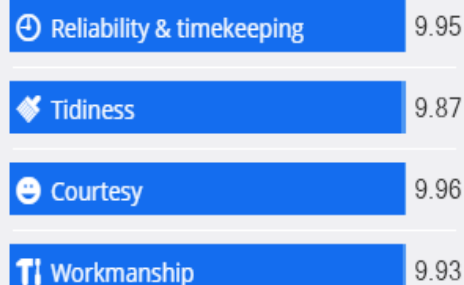 Reliability & timekeeping 9.95
Tidiness 9.87
Courtesy 9.96
Workmanship 9.93